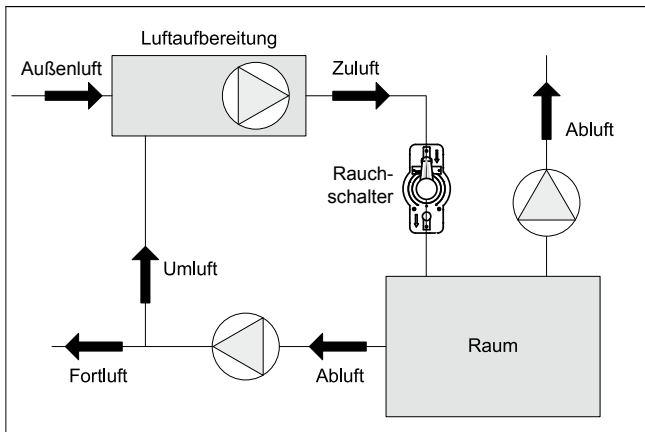 Luftaufbereitung
Außenluft
Zuluft
Abluft
Rauch-
schalter
Umluft
Raum
Fortluft
Abluft